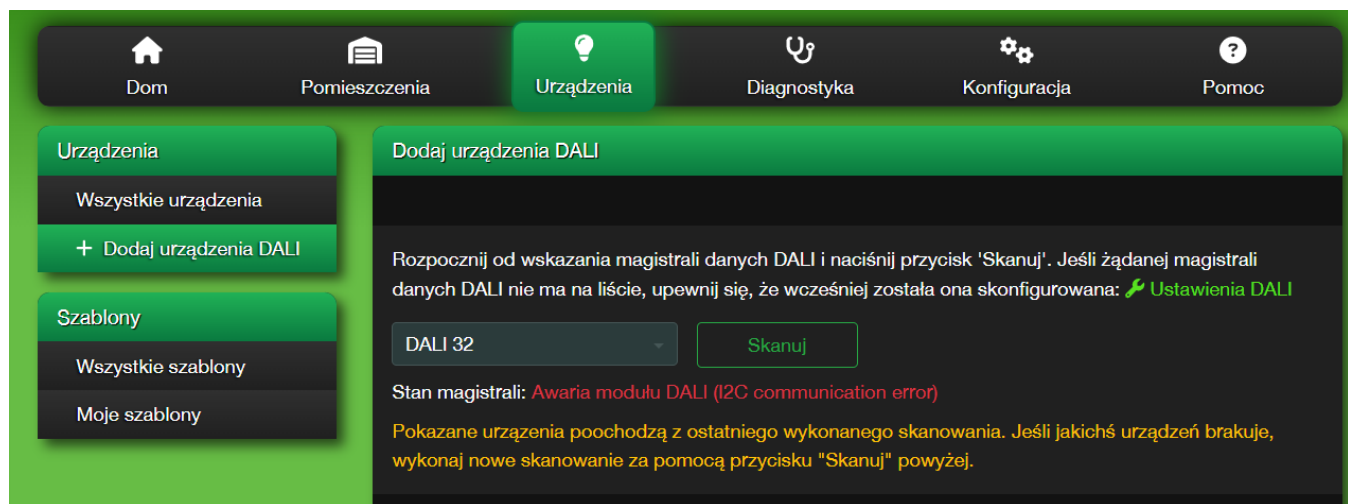 Dom
Pomieszczenia
Urządzenia
Diagnostyka
Konfiguracja
Pomoc
Urządzenia
Wszystkie urządzenia
+ Dodaj urządzenia DALI
Szablony
Wszystkie szablony
Moje szablony
Dodaj urządzenia DALI
Rozpocznij od wskazania magistrali danych DALI i naciśnij przycisk 'Skanuj'. Jeśli żądanej magistrali
danych DALI nie ma na liście, upewnij się, że wcześniej została ona skonfigurowana: Ustawienia DALI
DALI 32
Skanuj
Stan magistrali: Awaria modułu DALI (I2C communication error)
Pokazane urzązenia poochodzą z ostatniego wykonanego skanowania. Jeśli jakichś urządzeń brakuje,
wykonaj nowe skanowanie za pomocą przycisku "Skanuj" powyżej.